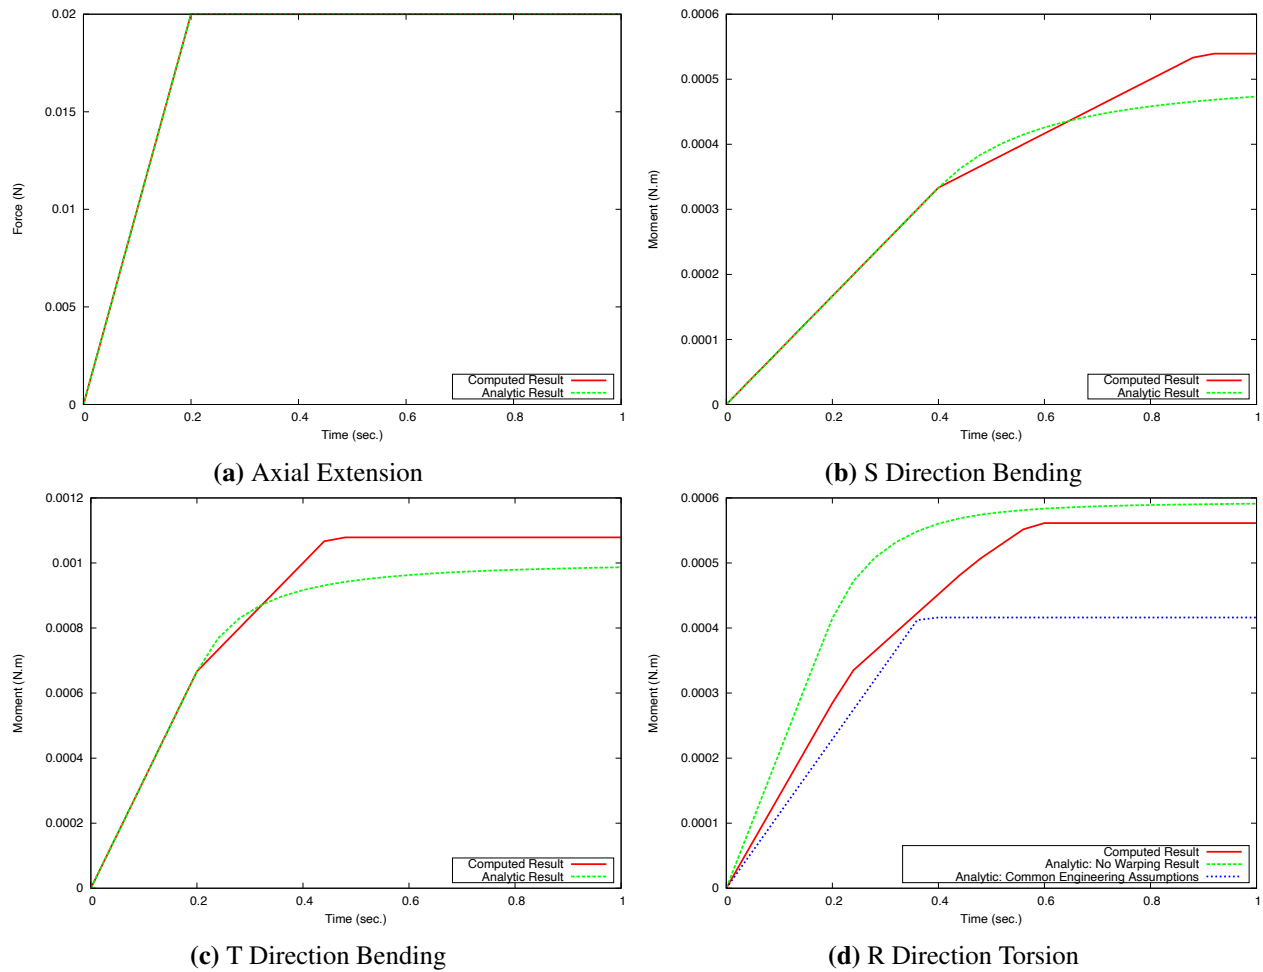 0.02
0.015
0.01
0.005
0
Force (N)
0 0.2 0.4 0.6 0.8 1
Time (sec.)
Computed Result
Analytic Result
(a) Axial Extension
0.0006
0.0005
0.0004
0.0003
0.0002
0.0001
0
Moment (N.m)
0 0.2 0.4 0.6 0.8 1
Time (sec.)
Computed Result
Analytic Result
(b) S Direction Bending
0.0012
0.001
0.0008
0.0006
0.0004
0.0002
0
Moment (N.m)
0 0.2 0.4 0.6 0.8 1
Time (sec.)
Computed Result
Analytic Result
(c) T Direction Bending
0.0006
0.0005
0.0004
0.0003
0.0002
0.0001
0
Moment (N.m)
0 0.2 0.4 0.6 0.8 1
Time (sec.)
Computed Result
Analytic: No Warping Result
Analytic: Common Engineering Assumptions
(d) R Direction Torsion